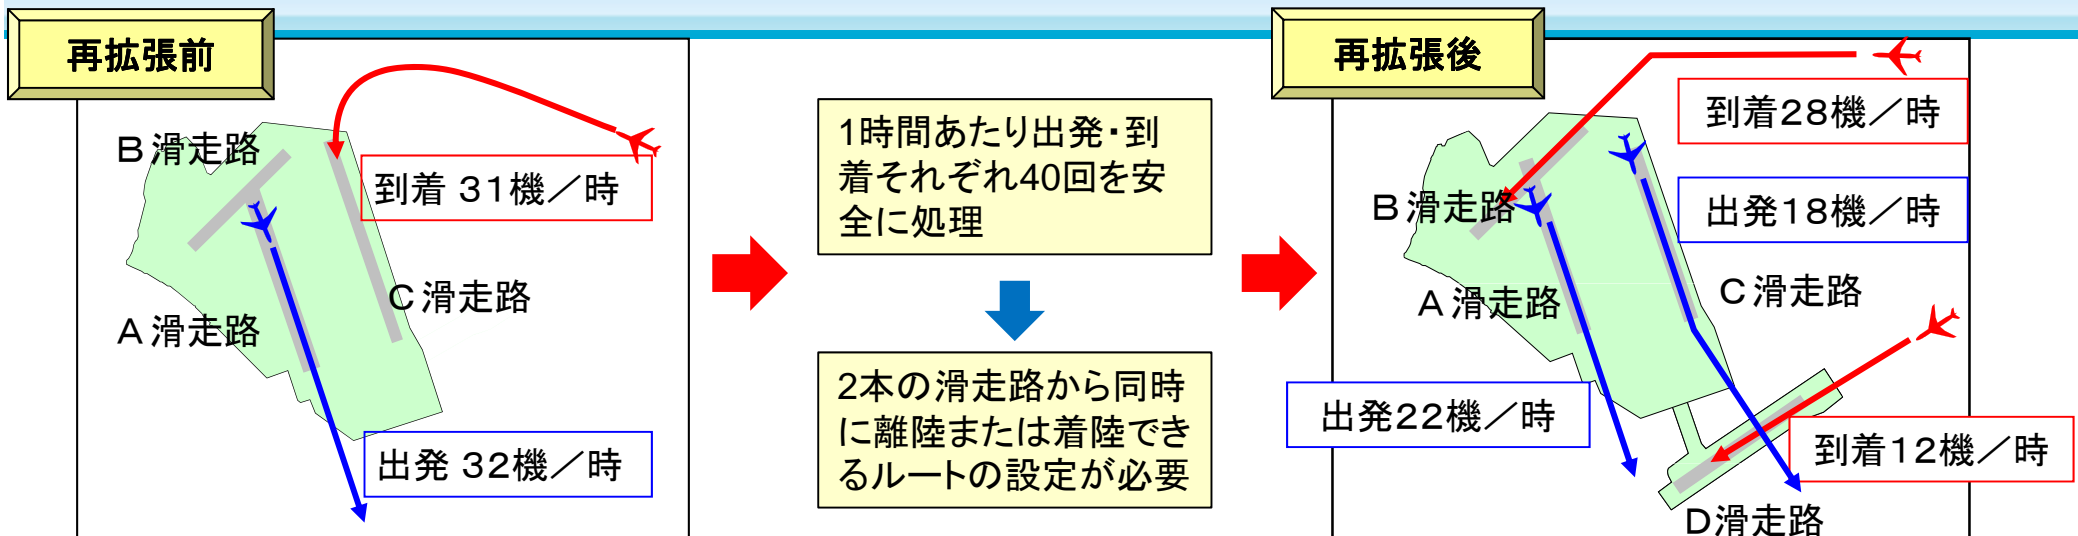 再拡張前
B滑走路
到着 31機／時
C滑走路
A滑走路
出発 32機／時
1時間あたり出発・到
着それぞれ40回を安
全に処理
2本の滑走路から同時
に離陸または着陸でき
るルートの設定が必要
再拡張後
到着28機／時
B滑走路
出発18機／時
A滑走路
C滑走路
出発22機／時
到着12機／時
D滑走路